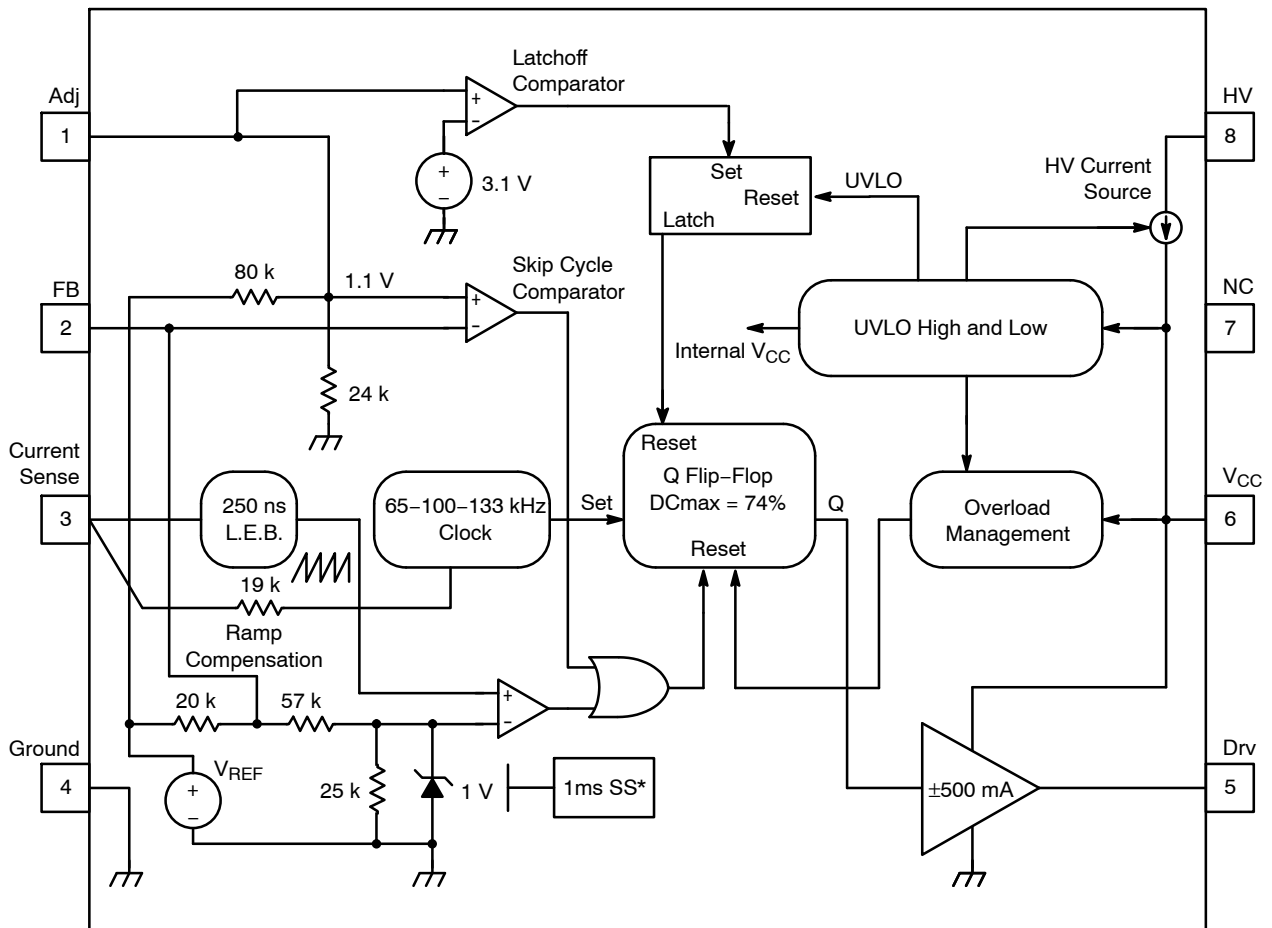 Latchoff
Comparator
Adj
1
+
−
+
−
3.1 V
Set
Reset
Latch
UVLO
HV
8
HV Current
Source
FB
2
80 k
1.1 V
Skip Cycle
Comparator
+
−
24 k
Internal VCC
UVLO High and Low
NC
7
Current
Sense
3
250 ns
L.E.B.
65−100−133 kHz
Clock
Set
Reset
Q Flip−Flop
DCmax = 74%
Reset
Q
Overload
Management
VCC
6
19 k
Ramp
Compensation
20 k
57 k
+
−
Ground
4
VREF
+
−
25 k
1 V
1ms SS*
±500 mA
Drv
5